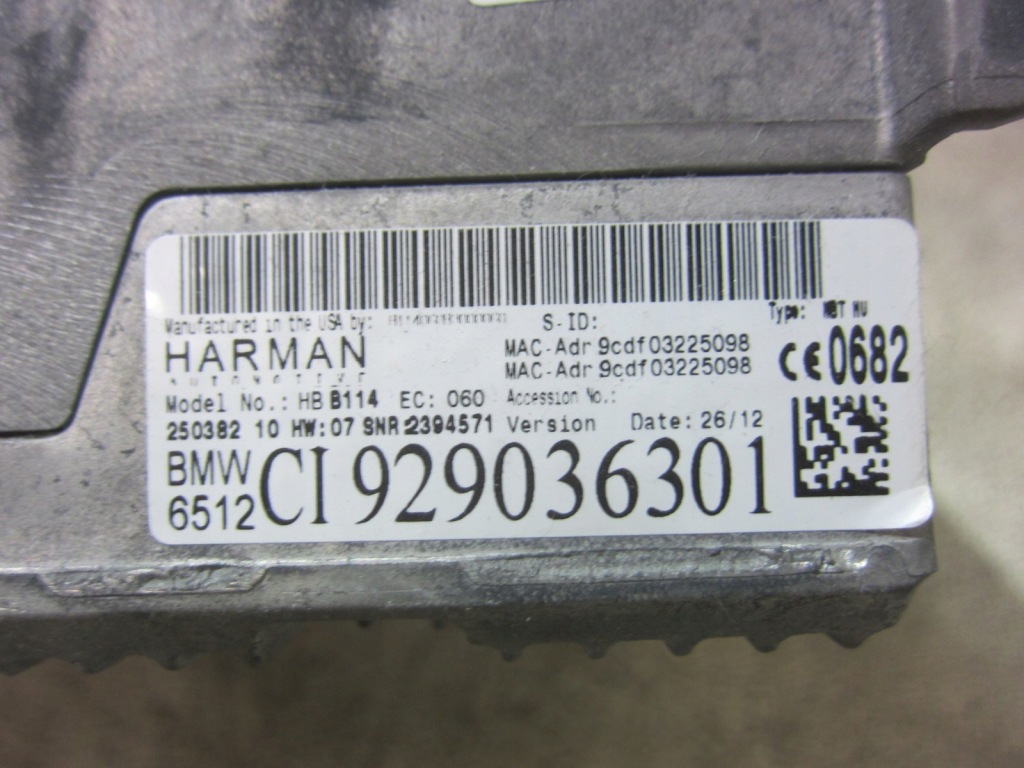 Manufactured in the USA by: S-ID: Type: NBT HU
HARMAN MAC-Adr 9cdf03225098
AUTOMOTIVE MAC-Adr 9cdf03225098
CE 0682
Model No.: HB B114 EC: 060 Accession No.:
250382 10 HW: 07 SNR:2394571 Version Date: 26/12
BMW
6512 CI 929036301